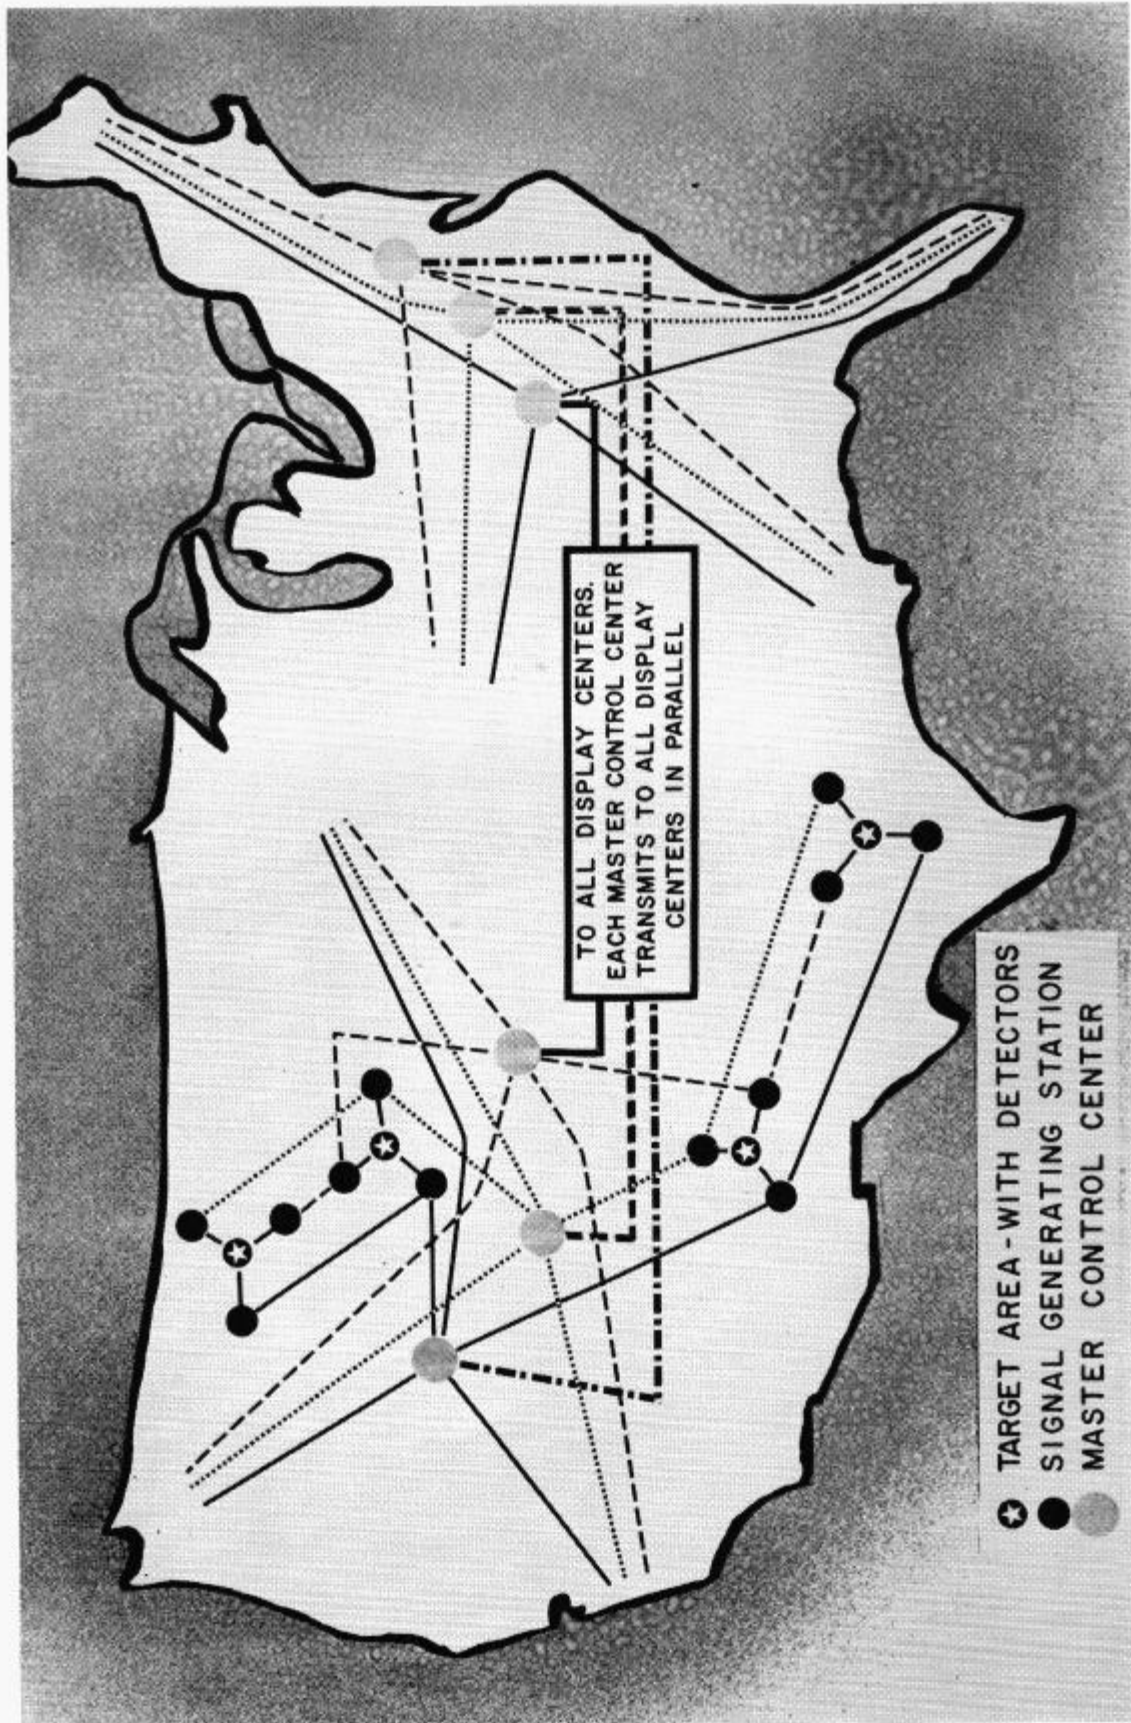 TO ALL DISPLAY CENTERS.
EACH MASTER CONTROL CENTER
TRANSMITS TO ALL DISPLAY
CENTERS IN PARALLEL
TARGET AREA-WITH DETECTORS
SIGNAL GENERATING STATION
MASTER CONTROL CENTER